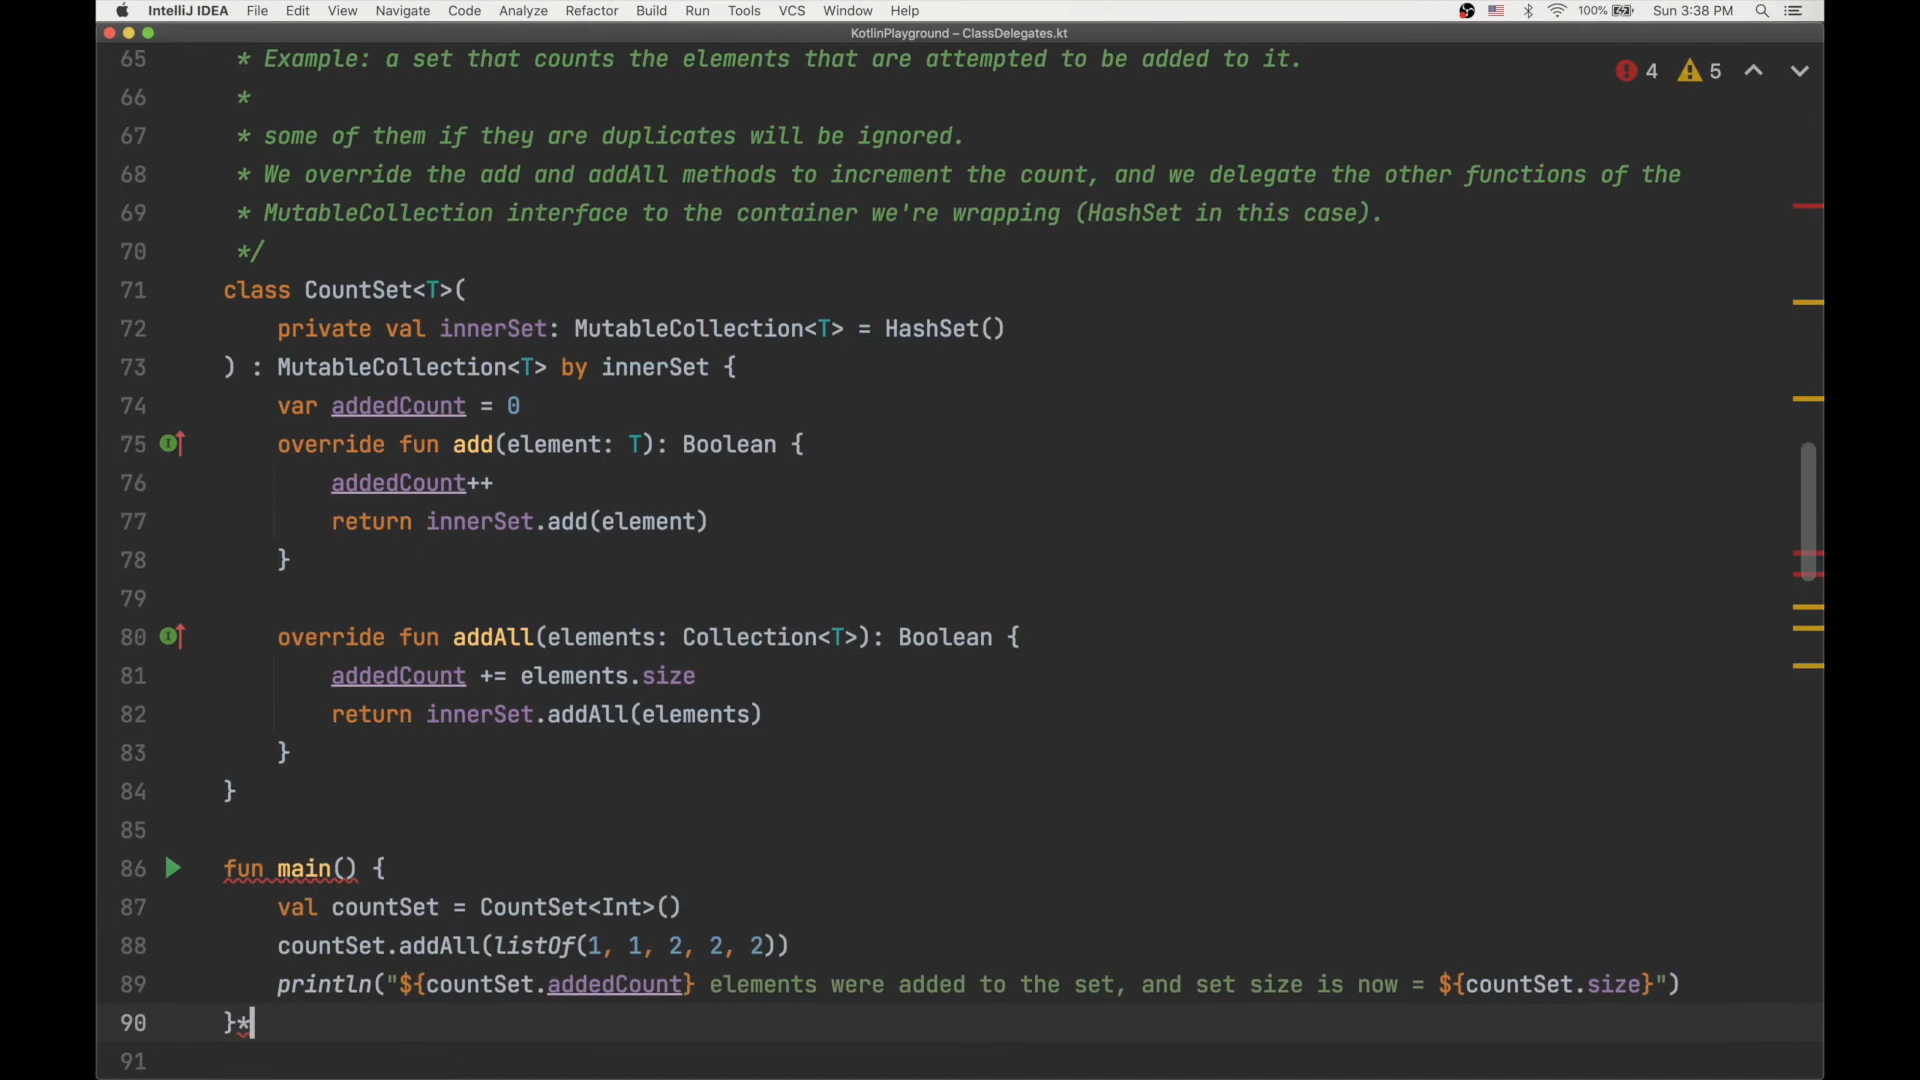 IntelliJ IDEA File Edit View Navigate Code Analyze Refactor Build Run Tools VCS Window Help 100% Sun 3:38 PM
KotlinPlayground – ClassDelegates.kt
65 * Example: a set that counts the elements that are attempted to be added to it. 4 5
66 *
67 * some of them if they are duplicates will be ignored.
68 * We override the add and addAll methods to increment the count, and we delegate the other functions of the
69 * MutableCollection interface to the container we're wrapping (HashSet in this case).
70 */
71 class CountSet<T>(
72 private val innerSet: MutableCollection<T> = HashSet()
73 ) : MutableCollection<T> by innerSet {
74 var addedCount = 0
75 override fun add(element: T): Boolean {
76 addedCount++
77 return innerSet.add(element)
78 }
79
80 override fun addAll(elements: Collection<T>): Boolean {
81 addedCount += elements.size
82 return innerSet.addAll(elements)
83 }
84 }
85
86 fun main() {
87 val countSet = CountSet<Int>()
88 countSet.addAll(listOf(1, 1, 2, 2, 2))
89 println("${countSet.addedCount} elements were added to the set, and set size is now = ${countSet.size}")
90 }*
91